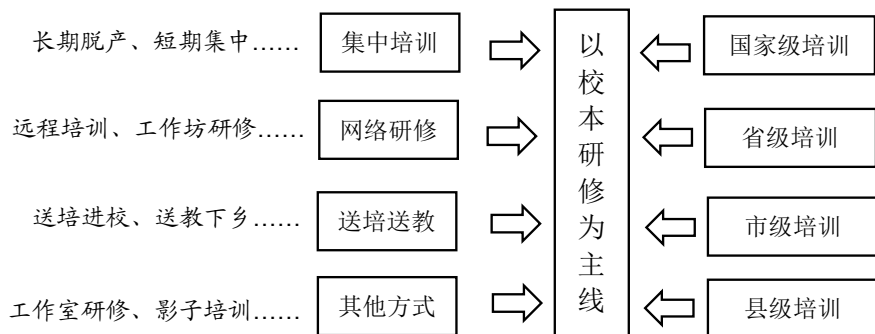 长期脱产、短期集中…… 集中培训 国家级培训
远程培训、工作坊研修…… 网络研修 省级培训
送培进校、送教下乡…… 送培送教 市级培训
工作室研修、影子培训…… 其他方式 县级培训
以校本研修为主线